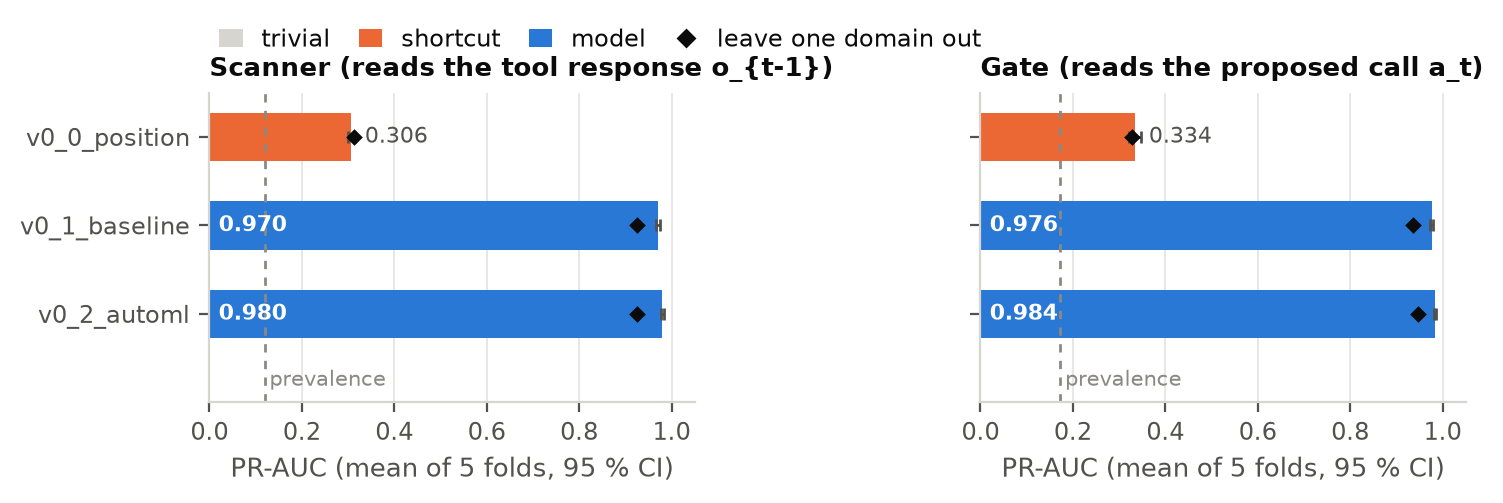 trivial shortcut model leave one domain out
Scanner (reads the tool response o_{t-1})
Gate (reads the proposed call a_t)
v0_0_position
0.306
0.334
v0_1_baseline
0.970
0.976
v0_2_automl
0.980
0.984
prevalence
prevalence
0.0 0.2 0.4 0.6 0.8 1.0
0.0 0.2 0.4 0.6 0.8 1.0
PR-AUC (mean of 5 folds, 95 % CI)
PR-AUC (mean of 5 folds, 95 % CI)